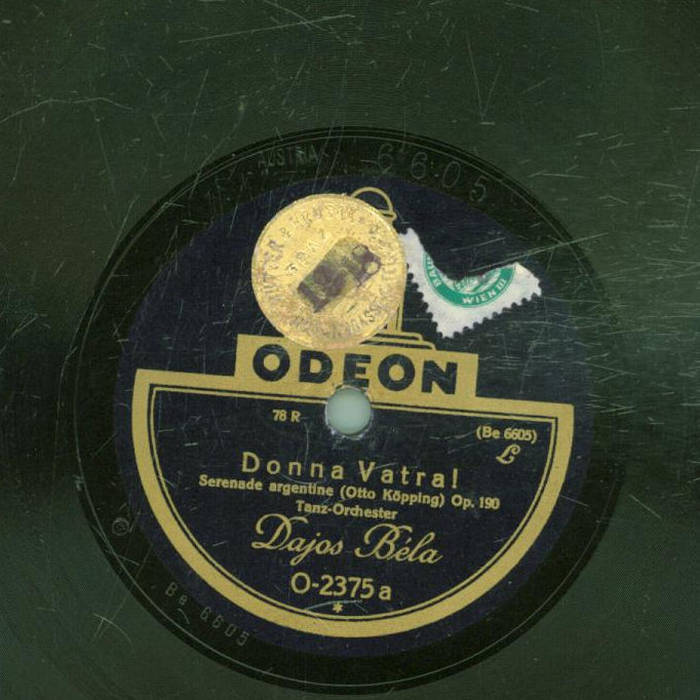 AUSTRIA 6605
WIEN III
ODEON
78 R
(Be 6605)
L
Donna Vatra!
Serenade argentine (Otto Köpping) Op. 190
Tanz-Orchester
Dajos Béla
O-2375a
*
Be 6605